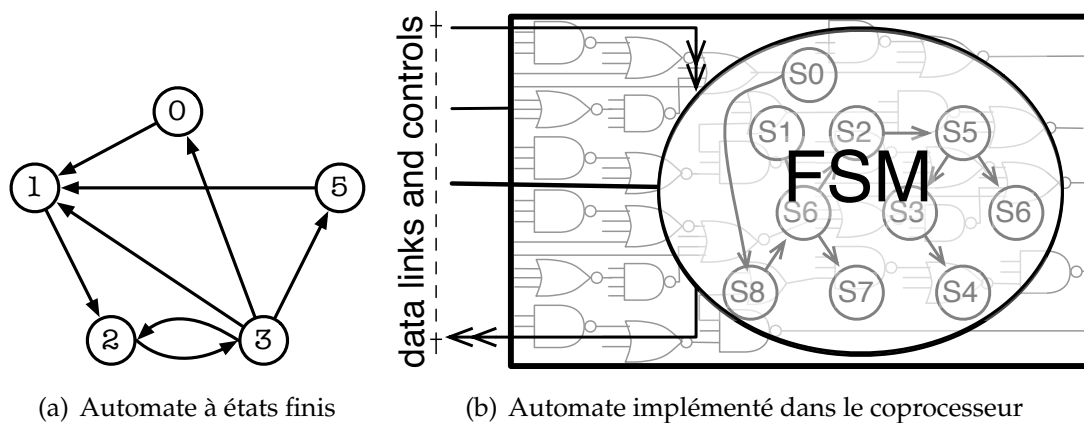 0
1
5
2
3
data links and controls
S0
S1
S2
S5
FSM
S6
S3
S6
S8
S7
S4
(a) Automate à états finis
(b) Automate implémenté dans le coprocesseur